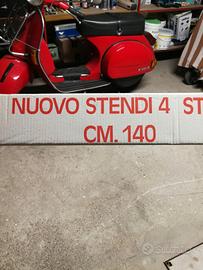 NUOVO STENDI 4 ST
CM. 140